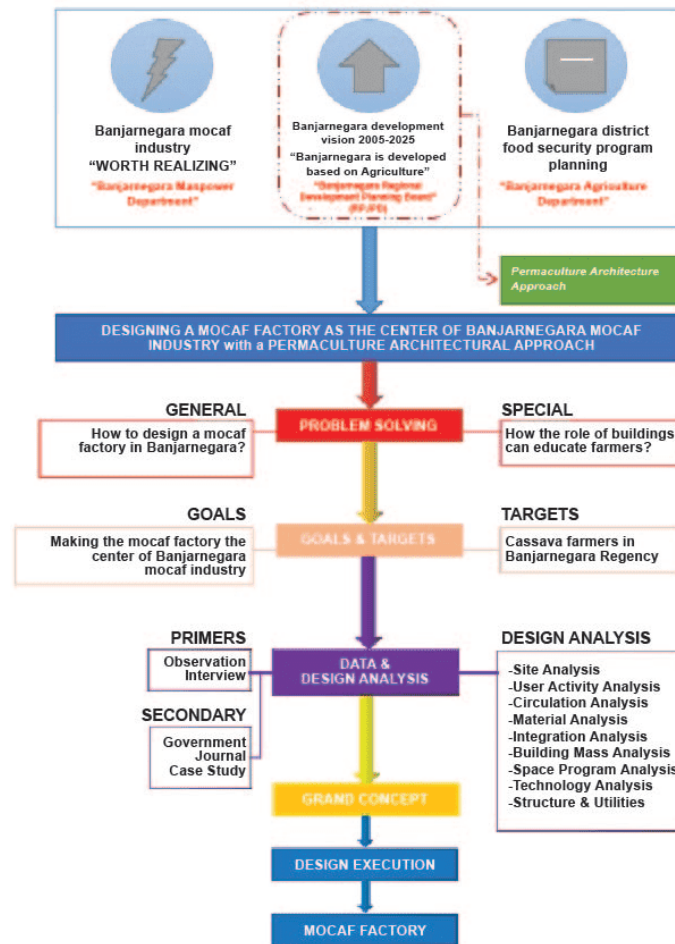 Banjarnegara mocaf
industry
“WORTH REALIZING”
“Banjarnegara Manpower
Department”
Banjarnegara development
vision 2005-2025
“Banjarnegara is developed
based on Agriculture”
“Banjarnegara Regional
Development Planning Board”
Banjarnegara district
food security program
planning
“Banjarnegara Agriculture
Department”
Permaculture Architecture
Approach
DESIGNING A MOCAF FACTORY AS THE CENTER OF BANJARNEGARA MOCAF
INDUSTRY with a PERMACULTURE ARCHITECTURAL APPROACH
GENERAL
How to design a mocaf
factory in Banjarnegara?
PROBLEM SOLVING
SPECIAL
How the role of buildings
can educate farmers?
GOALS
Making the mocaf factory the
center of Banjarnegara
mocaf industry
GOALS & TARGETS
TARGETS
Cassava farmers in
Banjarnegara Regency
PRIMERS
Observation
Interview
SECONDARY
Government
Journal
Case Study
DATA &
DESIGN ANALYSIS
DESIGN ANALYSIS
-Site Analysis
-User Activity Analysis
-Circulation Analysis
-Material Analysis
-Integration Analysis
-Building Mass Analysis
-Space Program Analysis
-Technology Analysis
-Structure & Utilities
GRAND CONCEPT
DESIGN EXECUTION
MOCAF FACTORY